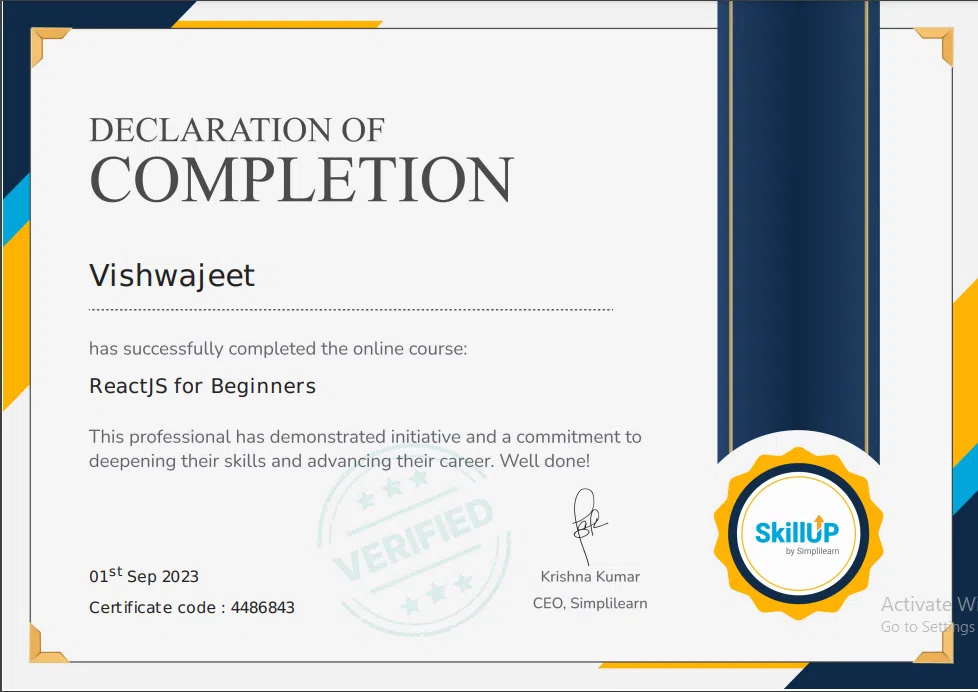 DECLARATION OF
COMPLETION
Vishwajeet
has successfully completed the online course:
ReactJS for Beginners
This professional has demonstrated initiative and a commitment to
deepening their skills and advancing their career. Well done!
VERIFIED
SkillUP
by Simplilearn
01st Sep 2023
Krishna Kumar
Certificate code : 4486843
CEO, Simplilearn
Activate
Go to Settings